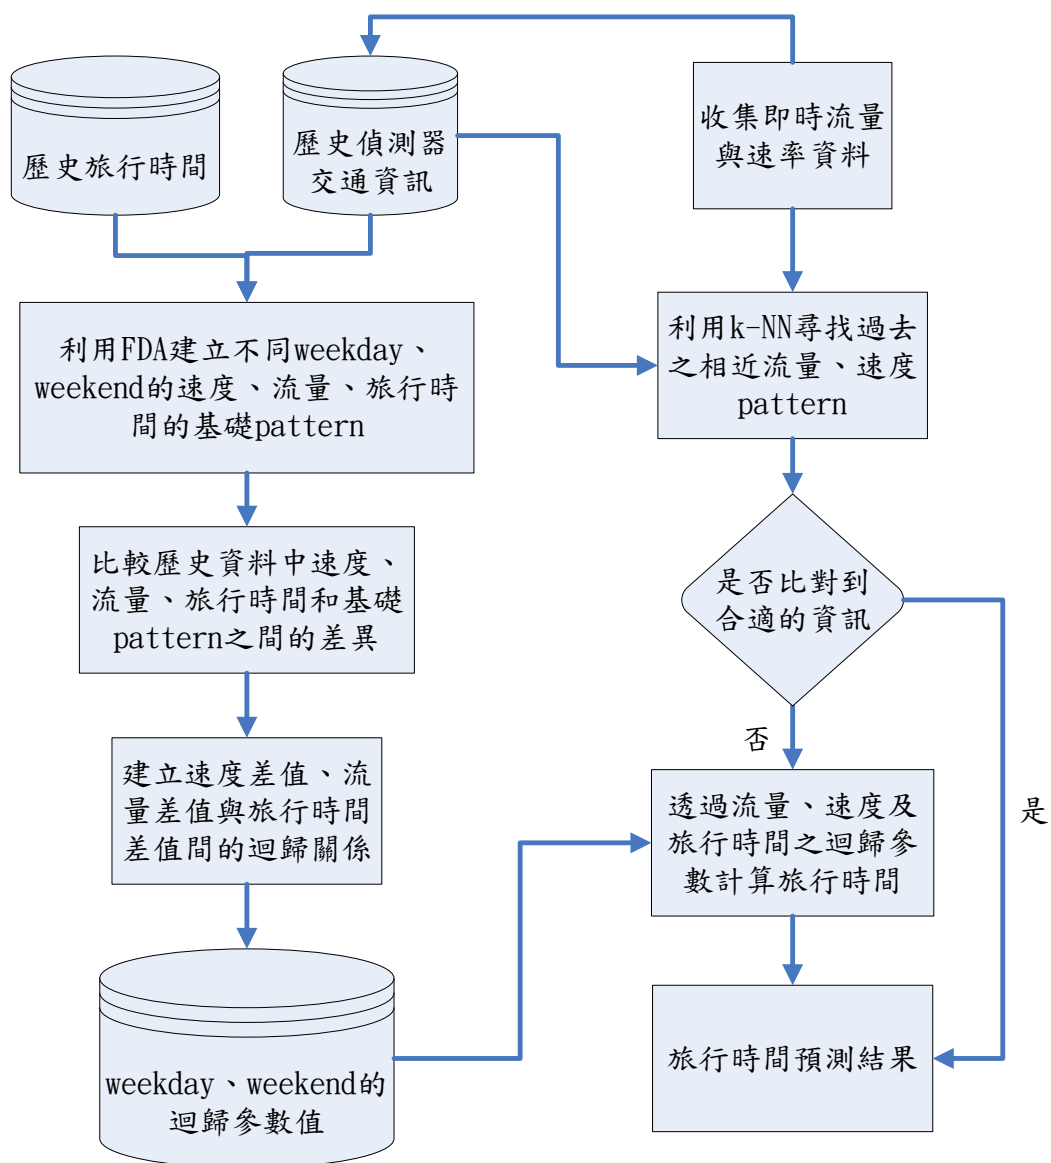 歷史旅行時間
歷史偵測器
交通資訊
收集即時流量
與速率資料
利用FDA建立不同weekday、
weekend的速度、流量、旅行時
間的基礎pattern
利用k-NN尋找過去
之相近流量、速度
pattern
比較歷史資料中速度、
流量、旅行時間和基礎
pattern之間的差異
是否比對到
合適的資訊
否
是
建立速度差值、流
量差值與旅行時間
差值間的迴歸關係
透過流量、速度及
旅行時間之迴歸參
數計算旅行時間
weekday、weekend的
迴歸參數值
旅行時間預測結果